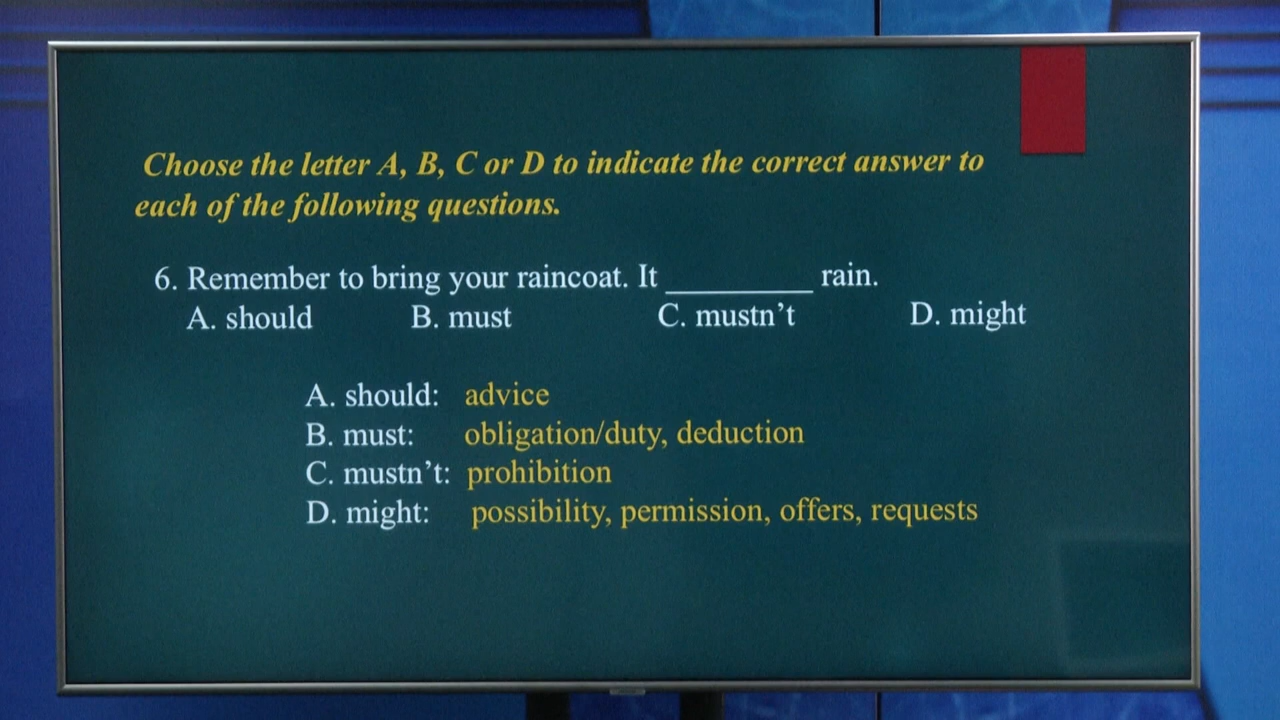 Choose the letter A, B, C or D to indicate the correct answer to
each of the following questions.
6. Remember to bring your raincoat. It __________ rain.
A. should B. must C. mustn’t D. might
A. should: advice
B. must: obligation/duty, deduction
C. mustn’t: prohibition
D. might: possibility, permission, offers, requests